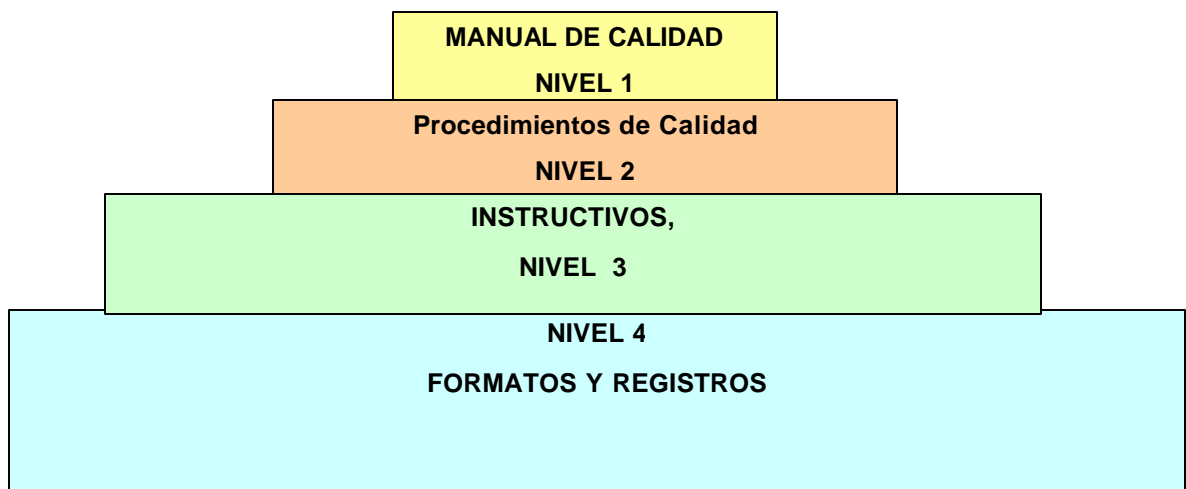 MANUAL DE CALIDAD
NIVEL 1
Procedimientos de Calidad
NIVEL 2
INSTRUCTIVOS,
NIVEL  3
NIVEL 4
FORMATOS Y REGISTROS